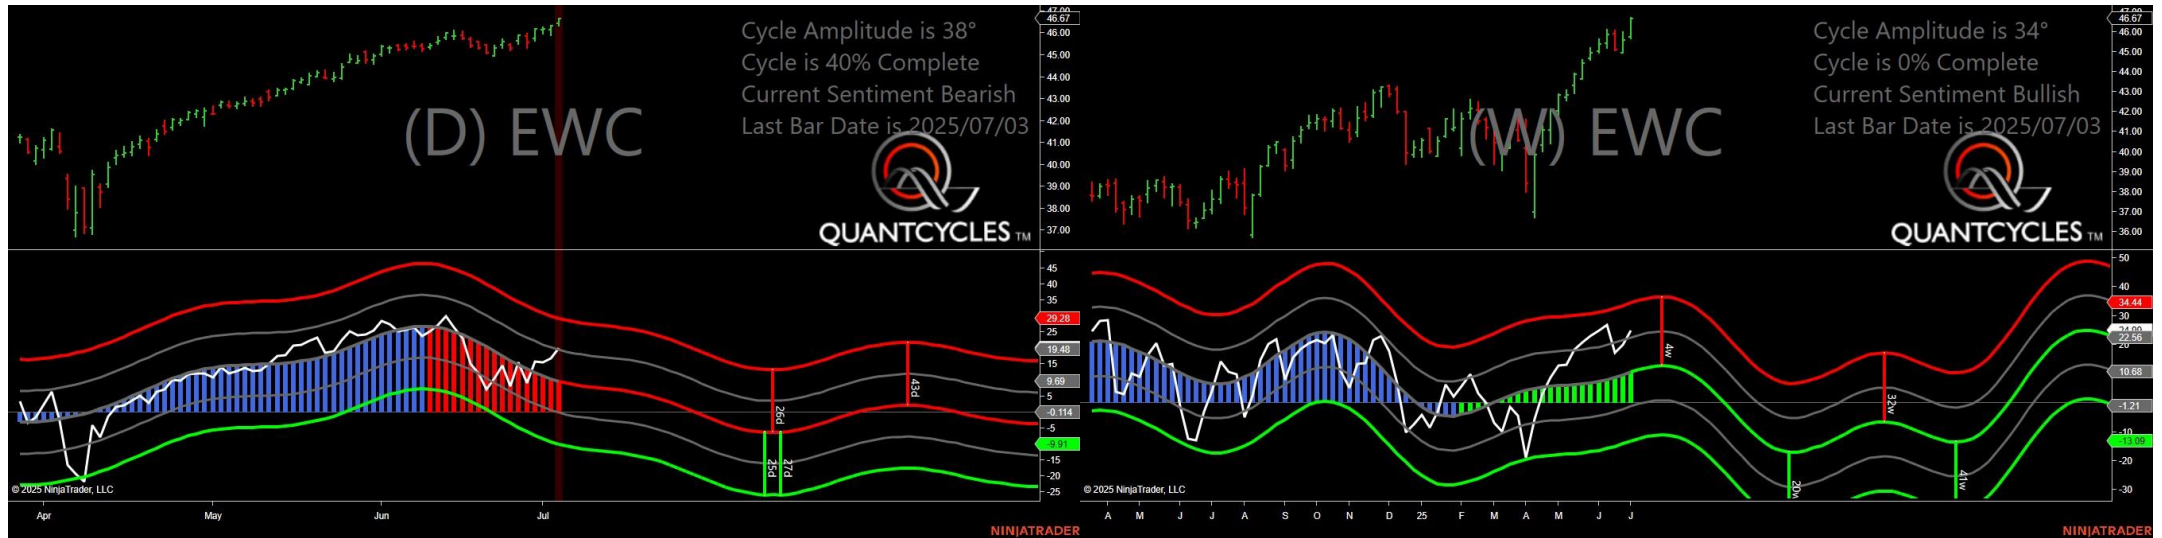 Cycle Amplitude is 38°
Cycle is 40% Complete
Current Sentiment Bearish
Last Bar Date is 2025/07/03
(D) EWC
QUANTCYCLES TM
47.00
46.67
46.00
45.00
44.00
43.00
42.00
41.00
40.00
39.00
38.00
37.00
45
40
35
29.28
25
19.48
15
9.69
5
-0.114
-5
-9.91
-15
-20
-25
26d
43d
25d
27d
© 2025 NinjaTrader, LLC
Apr May Jun Jul
NINJATRADER
Cycle Amplitude is 34°
Cycle is 0% Complete
Current Sentiment Bullish
Last Bar Date is 2025/07/03
(W) EWC
QUANTCYCLES TM
47.00
46.67
46.00
45.00
44.00
43.00
42.00
41.00
40.00
39.00
38.00
37.00
36.00
50
40
34.44
30
22.56
20
10.68
-1.21
-10
-13.09
-20
-30
4w
32w
20w
41w
© 2025 NinjaTrader, LLC
A M J J A S O N D 25 F M A M J J
NINJATRADER